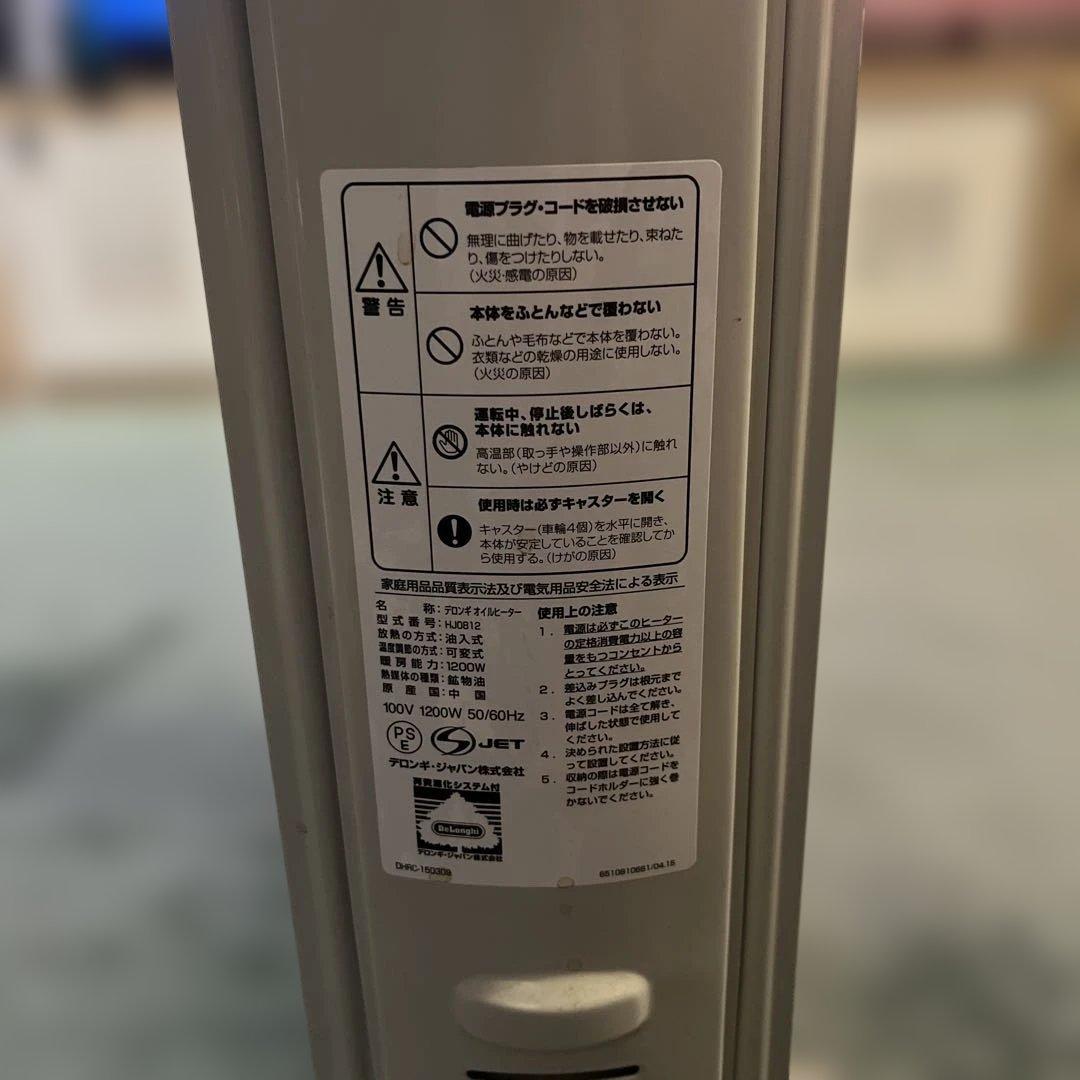 警告
電源プラグ・コードを破損させない
無理に曲げたり、物を載せたり、束ねた
り、傷をつけたりしない。
(火災・感電の原因)
本体をふとんなどで覆わない
ふとんや毛布などで本体を覆わない。
衣類などの乾燥の用途に使用しない。
(火災の原因)
注意
運転中、停止後しばらくは、
本体に触れない
高温部(取っ手や操作部以外)に触れ
ない。(やけどの原因)
使用時は必ずキャスターを開く
キャスター(車輪4個)を水平に開き、
本体が安定していることを確認してか
ら使用する。(けがの原因)
家庭用品品質表示法及び電気用品安全法による表示
名称:デロンギ オイルヒーター
型式番号:HJ0812
放熱の方式:油入式
温度調節の方式:可変式
暖房能力:1200W
熱媒体の種類:鉱物油
原産国:中国
100V 1200W 50/60Hz
PS
E
JET
デロンギ・ジャパン株式会社
再資源化システム付
DeLonghi
デロンギ・ジャパン株式会社
DHRC-150309
使用上の注意
1. 電源は必ずこのヒーター
の定格消費電力以上の容
量をもつコンセントから
とってください。
2. 差込みプラグは根元まで
よく差し込んでください。
3. 電源コードは全て解き、
伸ばした状態で使用して
ください。
4. 決められた設置方法に従
って設置してください。
5. 収納の際は電源コードを
コードホルダーに強く巻
かないでください。
6510810681/04.15